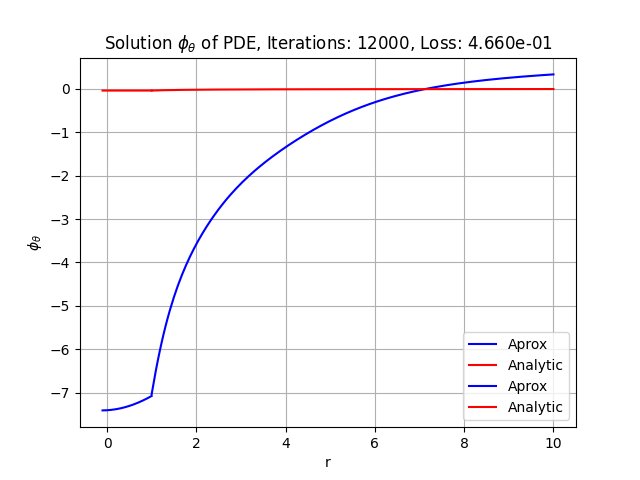 Solution ϕθ of PDE, Iterations: 12000, Loss: 4.660e-01
ϕθ
0
−1
−2
−3
−4
−5
−6
−7
0 2 4 6 8 10
r
Aprox
Analytic
Aprox
Analytic